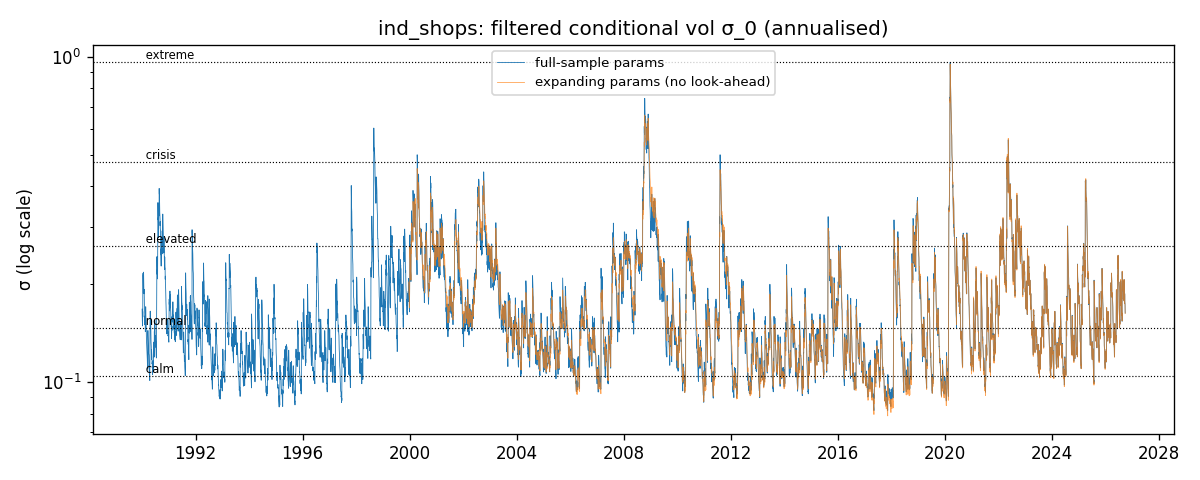 ind_shops: filtered conditional vol σ_0 (annualised)
σ (log scale)
10⁰
10⁻¹
extreme
crisis
elevated
normal
calm
full-sample params
expanding params (no look-ahead)
1992 1996 2000 2004 2008 2012 2016 2020 2024 2028